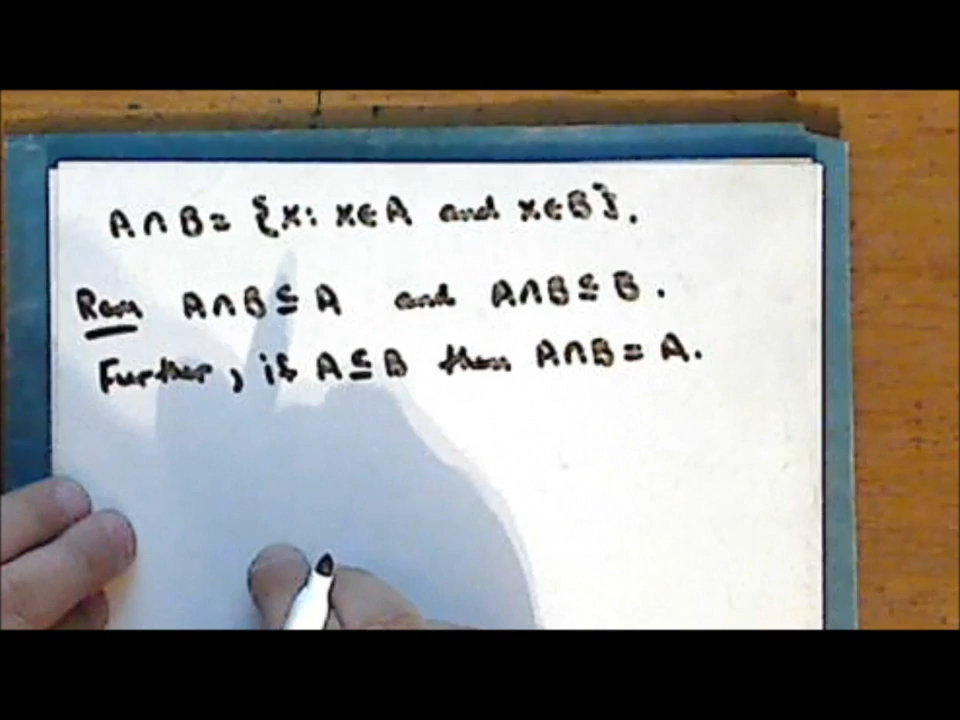 A ∩ B = {x: x∈A and x∈B}.
Rem A∩B ⊆ A and A∩B ⊆ B.
Further, if A ⊆ B then A∩B = A.